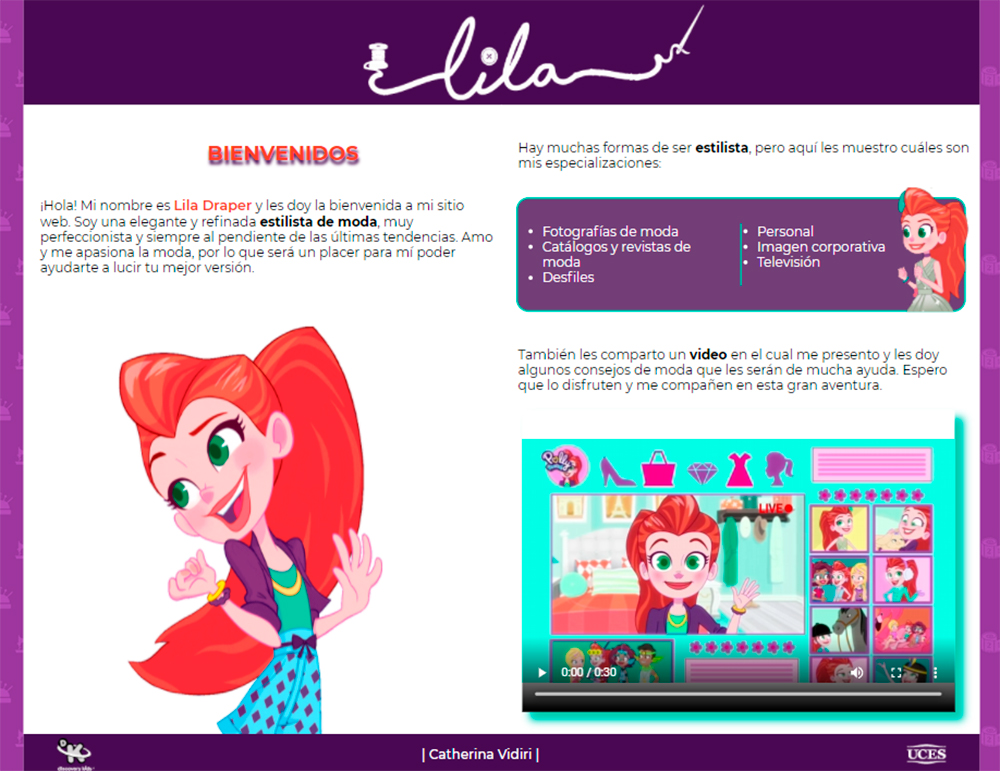 lila
BIENVENIDOS
¡Hola! Mi nombre es Lila Draper y les doy la bienvenida a mi sitio
web. Soy una elegante y refinada estilista de moda, muy
perfeccionista y siempre al pendiente de las últimas tendencias. Amo
y me apasiona la moda, por lo que será un placer para mí poder
ayudarte a lucir tu mejor versión.
Hay muchas formas de ser estilista, pero aquí les muestro cuáles son
mis especializaciones:
• Fotografías de moda
• Catálogos y revistas de
moda
• Desfiles
• Personal
• Imagen corporativa
• Televisión
También les comparto un video en el cual me presento y les doy
algunos consejos de moda que les serán de mucha ayuda. Espero
que lo disfruten y me compañen en esta gran aventura.
Polly
LIVE
0:00 / 0:30
discovery kids
| Catherina Vidiri |
UCES